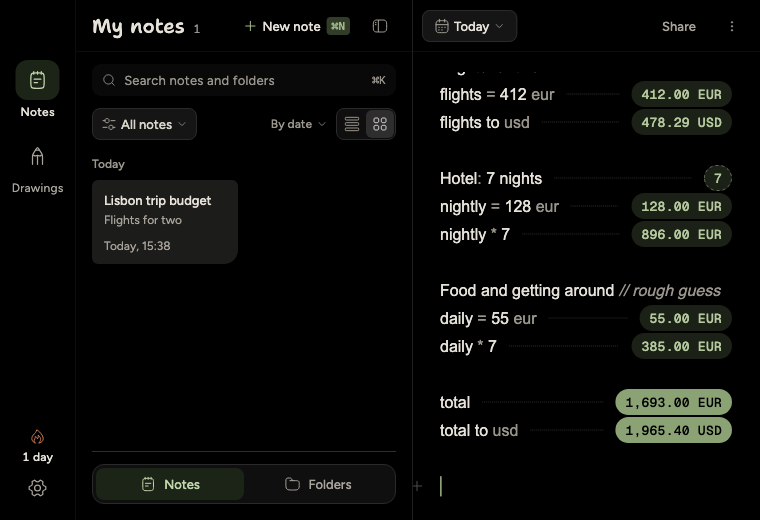 My notes 1
+ New note ⌘N
Search notes and folders ⌘K
All notes
By date
Today
Lisbon trip budget
Flights for two
Today, 15:38
Notes
Drawings
1 day
Notes
Folders
Today
Share
flights = 412 eur 412.00 EUR
flights to usd 478.29 USD
Hotel: 7 nights 7
nightly = 128 eur 128.00 EUR
nightly * 7 896.00 EUR
Food and getting around // rough guess
daily = 55 eur 55.00 EUR
daily * 7 385.00 EUR
total 1,693.00 EUR
total to usd 1,965.40 USD